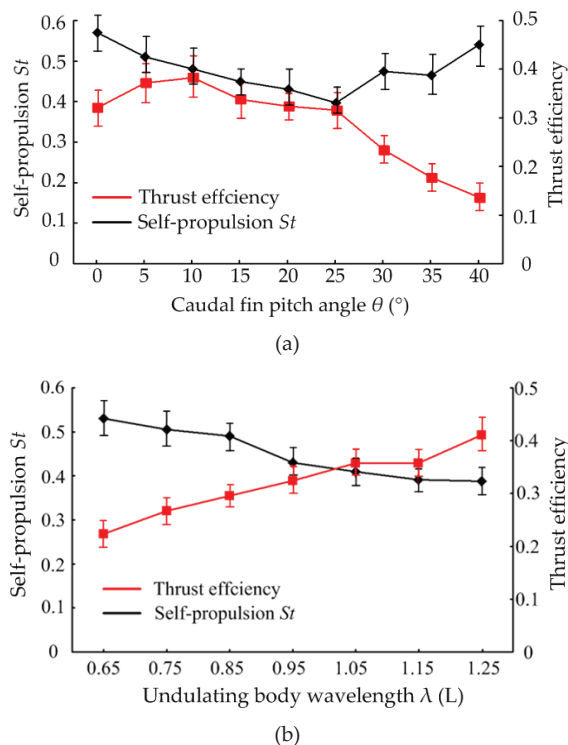 0.6
0.5
0.4
0.3
0.2
0.1
0
Self-propulsion St
0.5
0.4
0.3
0.2
0.1
0
Thrust efficiency
Thrust effciency
Self-propulsion St
0 5 10 15 20 25 30 35 40
Caudal fin pitch angle θ (°)
(a)
0.6
0.5
0.4
0.3
0.2
0.1
0
Self-propulsion St
0.5
0.4
0.3
0.2
0.1
0
Thrust efficiency
Thrust effciency
Self-propulsion St
0.65 0.75 0.85 0.95 1.05 1.15 1.25
Undulating body wavelength λ (L)
(b)